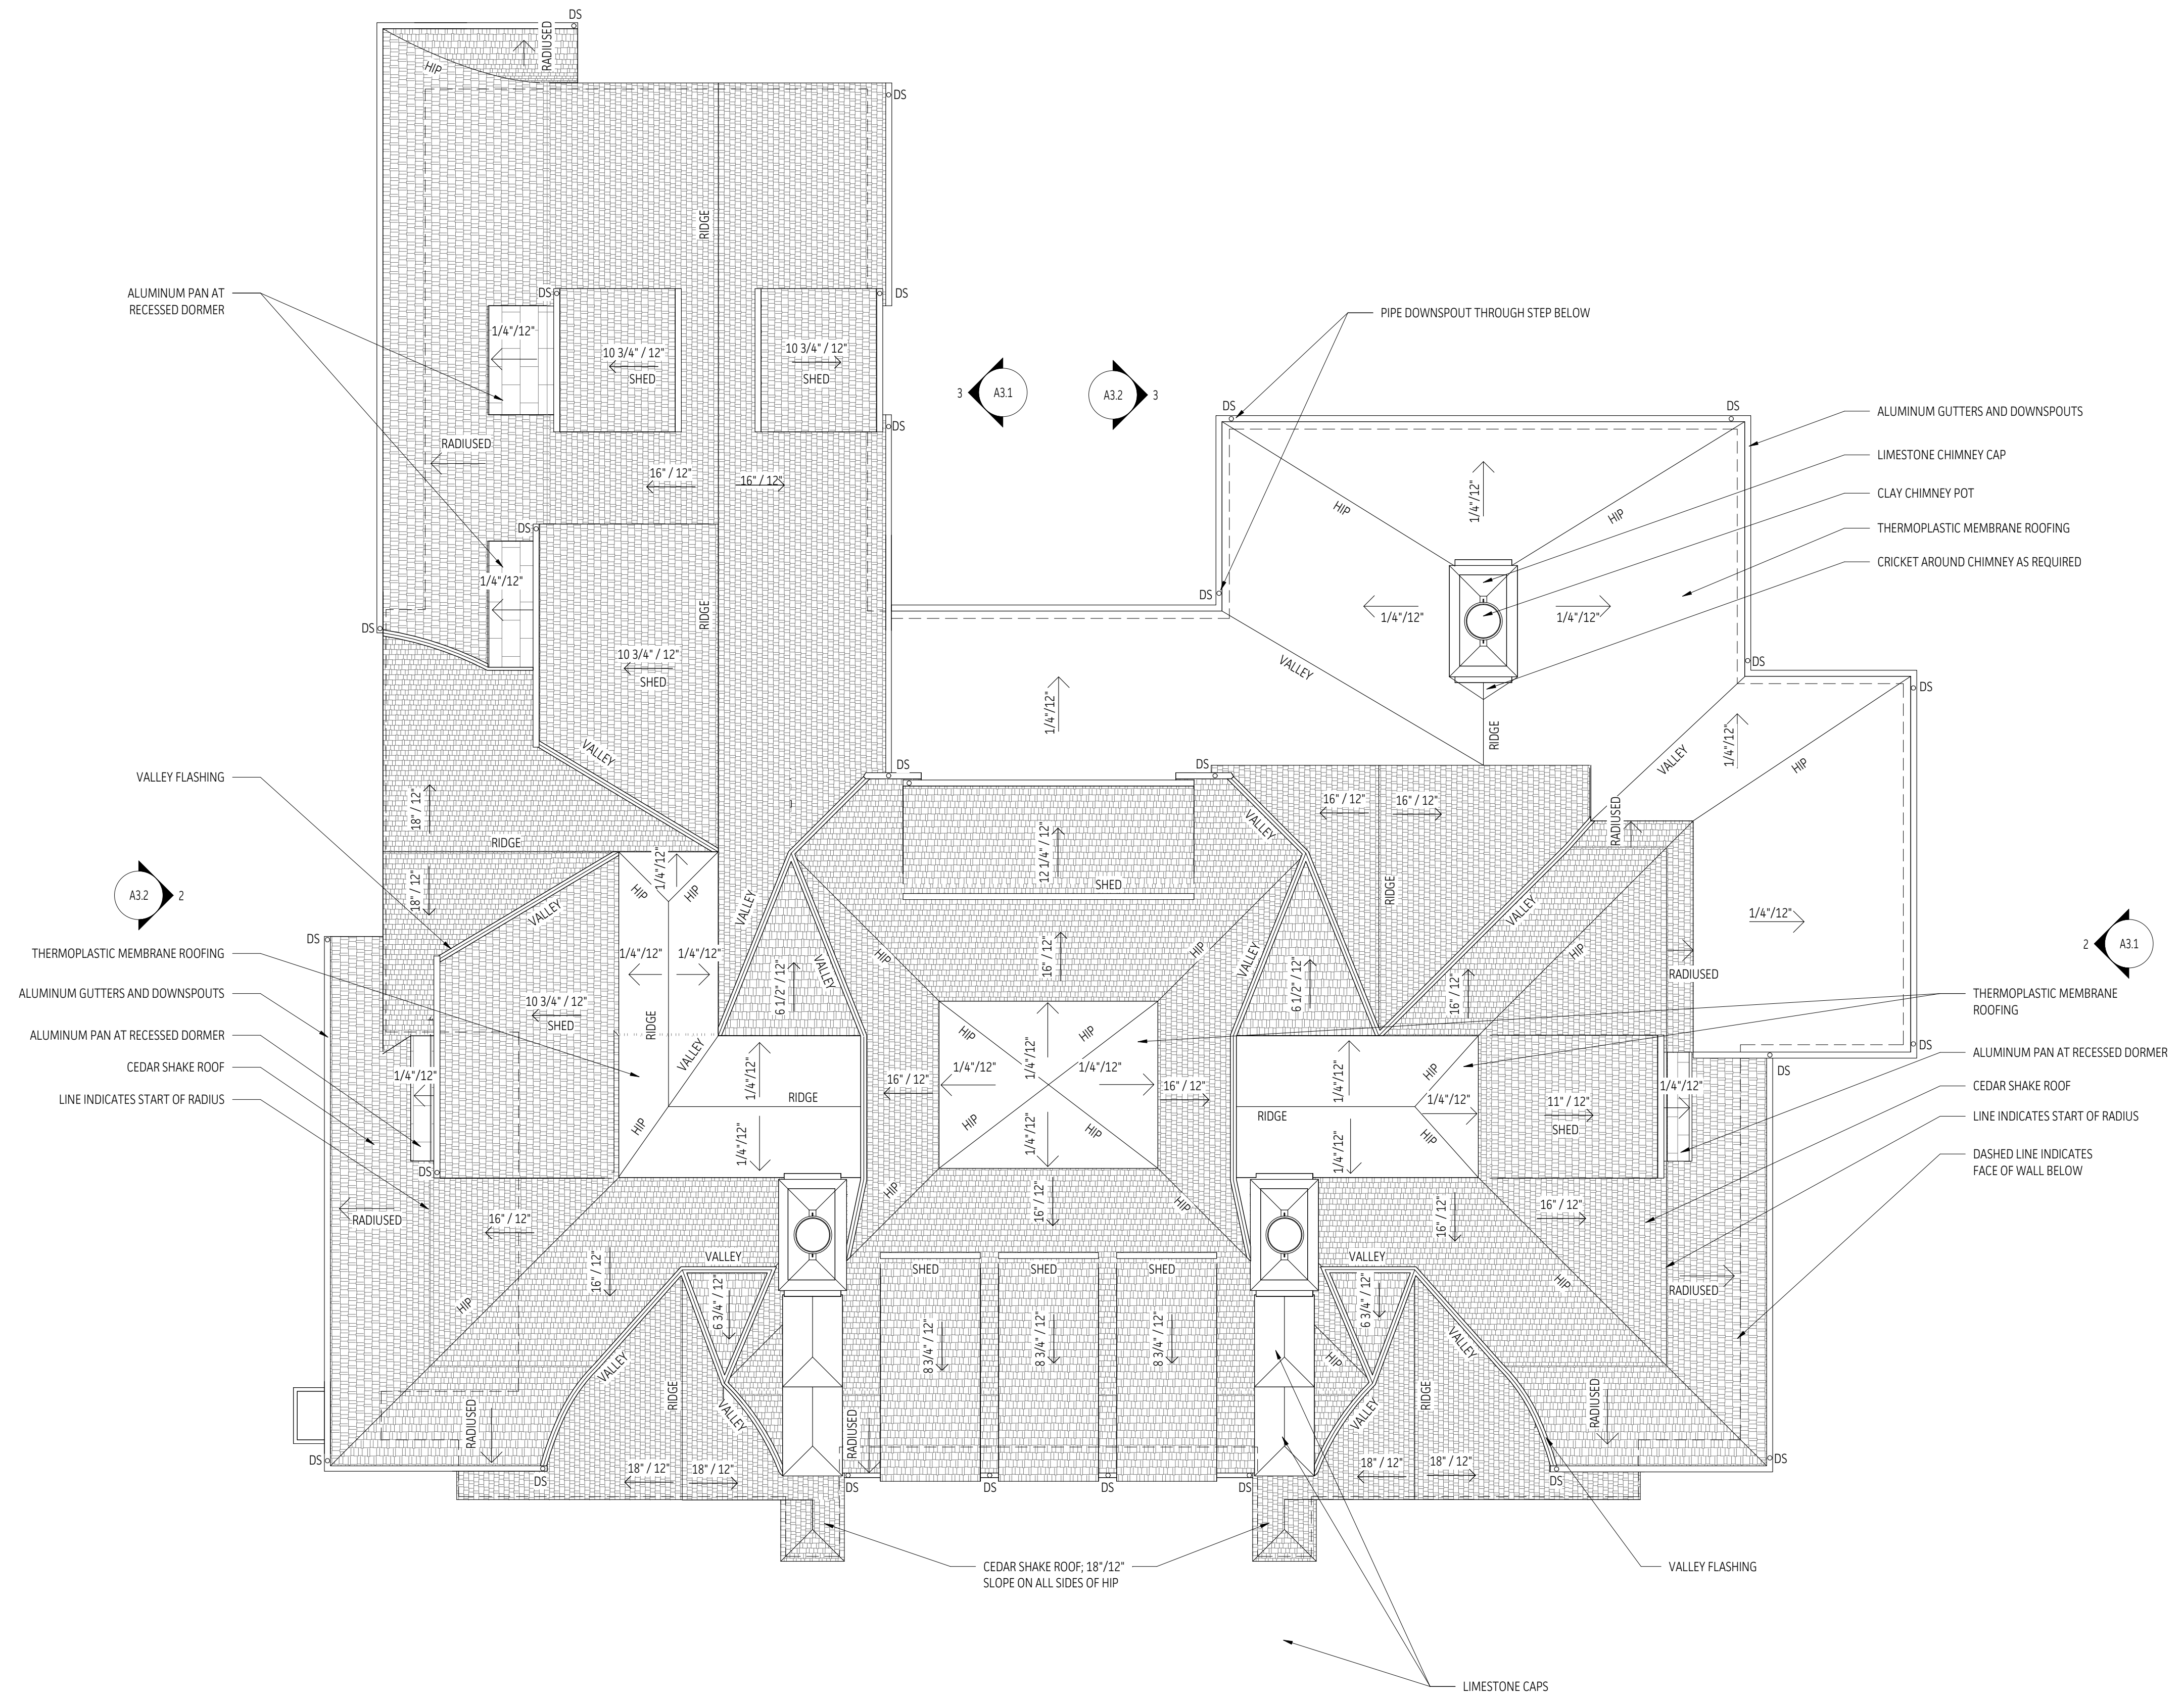 DS
RADIUSED
HIP
DS
RIDGE
ALUMINUM PAN AT
RECESSED DORMER
DS
DS
1/4"/12"
10 3/4" / 12"
SHED
10 3/4" / 12"
SHED
PIPE DOWNSPOUT THROUGH STEP BELOW
3
A3.1
A3.2
3
DS
DS
ALUMINUM GUTTERS AND DOWNSPOUTS
DS
RADIUSED
LIMESTONE CHIMNEY CAP
16" / 12"
16" / 12"
CLAY CHIMNEY POT
1/4"/12"
HIP
HIP
DS
THERMOPLASTIC MEMBRANE ROOFING
CRICKET AROUND CHIMNEY AS REQUIRED
1/4"/12"
DS
RIDGE
1/4"/12"
1/4"/12"
DS
10 3/4" / 12"
SHED
VALLEY
DS
DS
1/4"/12"
RIDGE
1/4"/12"
VALLEY
VALLEY
HIP
DS
DS
VALLEY FLASHING
18" / 12"
16" / 12"
16" / 12"
RADIUSED
VALLEY
RIDGE
12 1/4" / 12"
1/4"/12"
SHED
18" / 12"
HIP
HIP
RIDGE
A3.2
2
VALLEY
VALLEY
VALLEY
1/4"/12"
DS
THERMOPLASTIC MEMBRANE ROOFING
1/4"/12"
1/4"/12"
HIP
16" / 12"
HIP
VALLEY
HIP
2
A3.1
6 1/2" / 12"
VALLEY
6 1/2" / 12"
16" / 12"
RADIUSED
ALUMINUM GUTTERS AND DOWNSPOUTS
10 3/4" / 12"
SHED
THERMOPLASTIC MEMBRANE
ROOFING
RIDGE
ALUMINUM PAN AT RECESSED DORMER
HIP
HIP
DS
ALUMINUM PAN AT RECESSED DORMER
VALLEY
1/4"/12"
1/4"/12"
1/4"/12"
CEDAR SHAKE ROOF
1/4"/12"
1/4"/12"
1/4"/12"
HIP
DS
16" / 12"
16" / 12"
1/4"/12"
CEDAR SHAKE ROOF
LINE INDICATES START OF RADIUS
RIDGE
RIDGE
1/4"/12"
11" / 12"
SHED
LINE INDICATES START OF RADIUS
HIP
HIP
HIP
HIP
1/4"/12"
1/4"/12"
1/4"/12"
DASHED LINE INDICATES
FACE OF WALL BELOW
DS
HIP
HIP
16" / 12"
RADIUSED
16" / 12"
16" / 12"
16" / 12"
VALLEY
VALLEY
16" / 12"
SHED
SHED
SHED
HIP
RADIUSED
HIP
6 3/4" / 12"
6 3/4" / 12"
8 3/4" / 12"
8 3/4" / 12"
8 3/4" / 12"
VALLEY
HIP
VALLEY
RIDGE
RIDGE
RADIUSED
VALLEY
RADIUSED
VALLEY
RADIUSED
DS
18" / 12"
18" / 12"
18" / 12"
18" / 12"
DS
DS
DS
DS
DS
DS
DS
CEDAR SHAKE ROOF; 18"/12"
SLOPE ON ALL SIDES OF HIP
VALLEY FLASHING
LIMESTONE CAPS